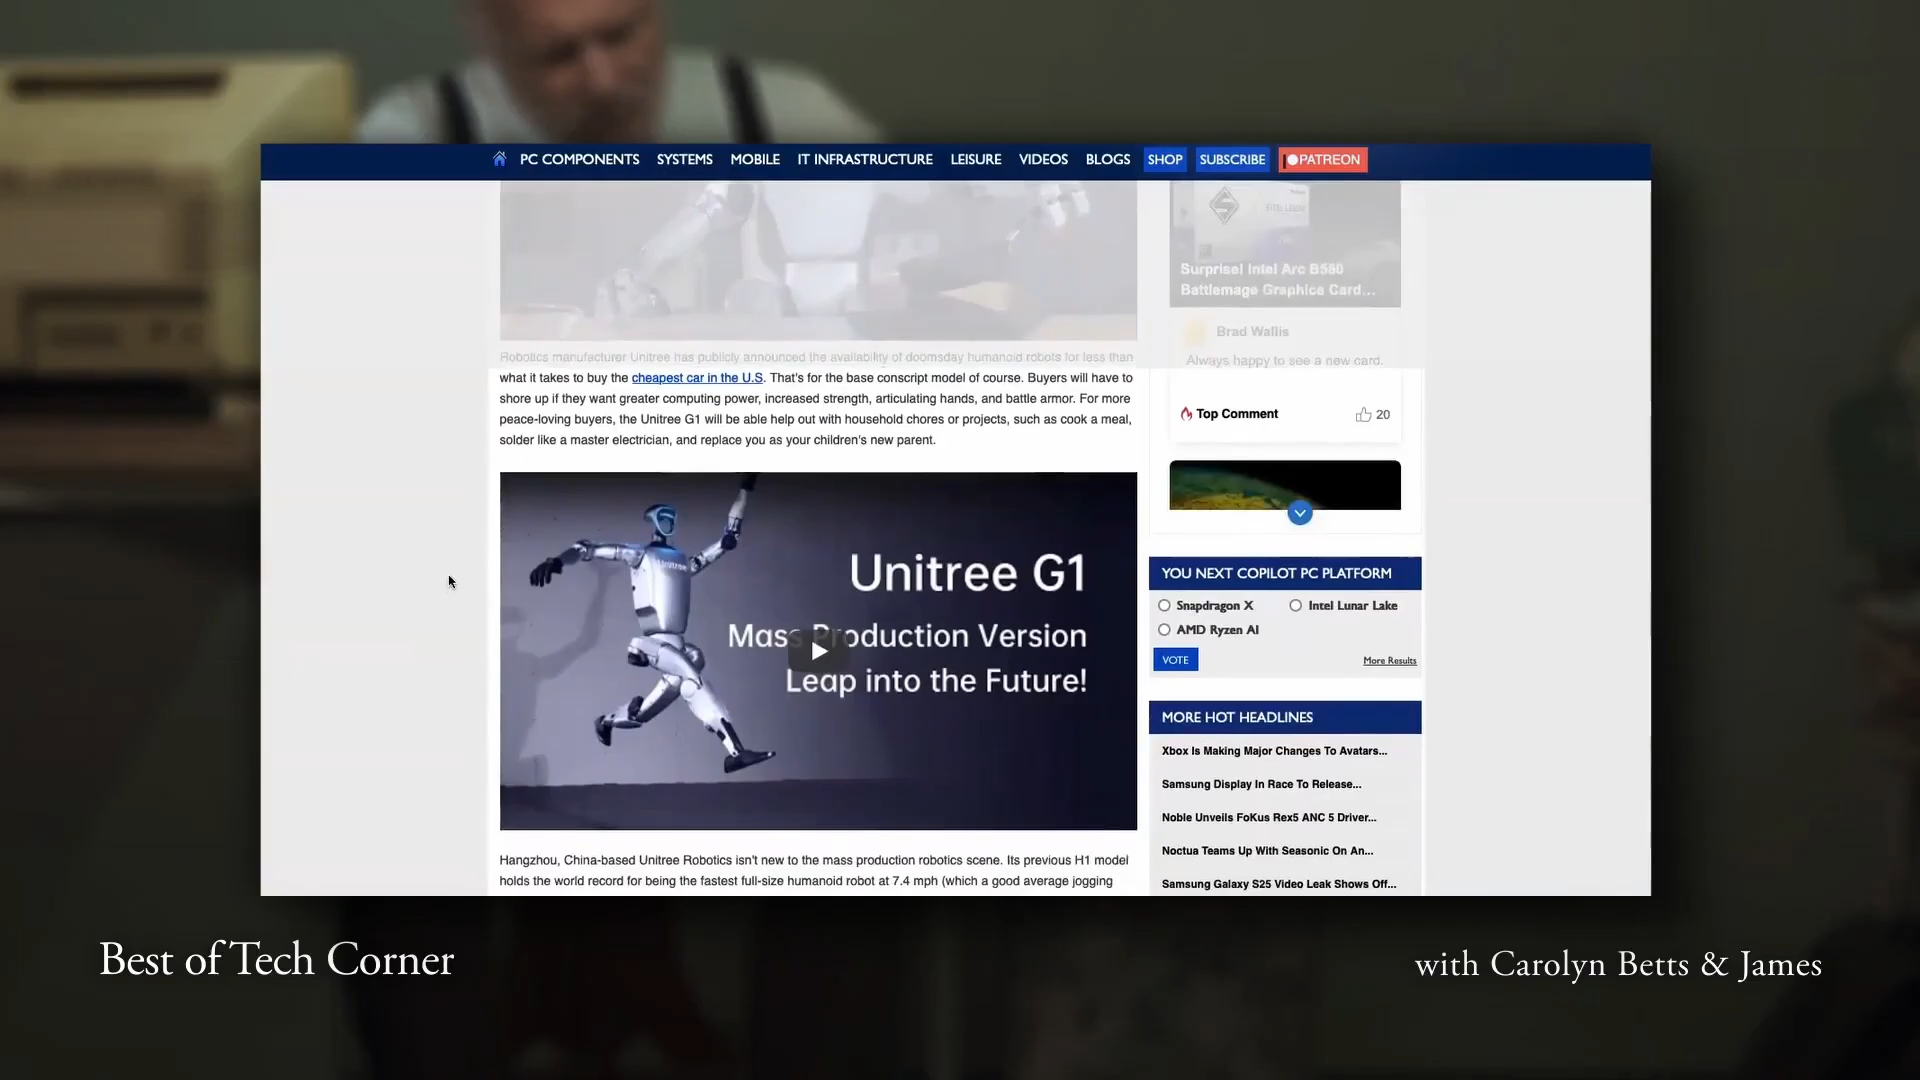 PC COMPONENTS SYSTEMS MOBILE IT INFRASTRUCTURE LEISURE VIDEOS BLOGS SHOP SUBSCRIBE PATREON
Surprise! Intel Arc B580
Battlemage Graphics Card...
Brad Wallis
Always happy to see a new card.
Top Comment 20
Robotics manufacturer Unitree has publicly announced the availability of doomsday humanoid robots for less than
what it takes to buy the cheapest car in the U.S. That's for the base conscript model of course. Buyers will have to
shore up if they want greater computing power, increased strength, articulating hands, and battle armor. For more
peace-loving buyers, the Unitree G1 will be able help out with household chores or projects, such as cook a meal,
solder like a master electrician, and replace you as your children's new parent.
Unitree
Unitree G1
Mass Production Version
Leap into the Future!
Hangzhou, China-based Unitree Robotics isn't new to the mass production robotics scene. Its previous H1 model
holds the world record for being the fastest full-size humanoid robot at 7.4 mph (which a good average jogging
YOU NEXT COPILOT PC PLATFORM
Snapdragon X Intel Lunar Lake
AMD Ryzen AI
VOTE More Results
MORE HOT HEADLINES
Xbox Is Making Major Changes To Avatars...
Samsung Display In Race To Release...
Noble Unveils FoKus Rex5 ANC 5 Driver...
Noctua Teams Up With Seasonic On An...
Samsung Galaxy S25 Video Leak Shows Off...
Best of Tech Corner
with Carolyn Betts & James